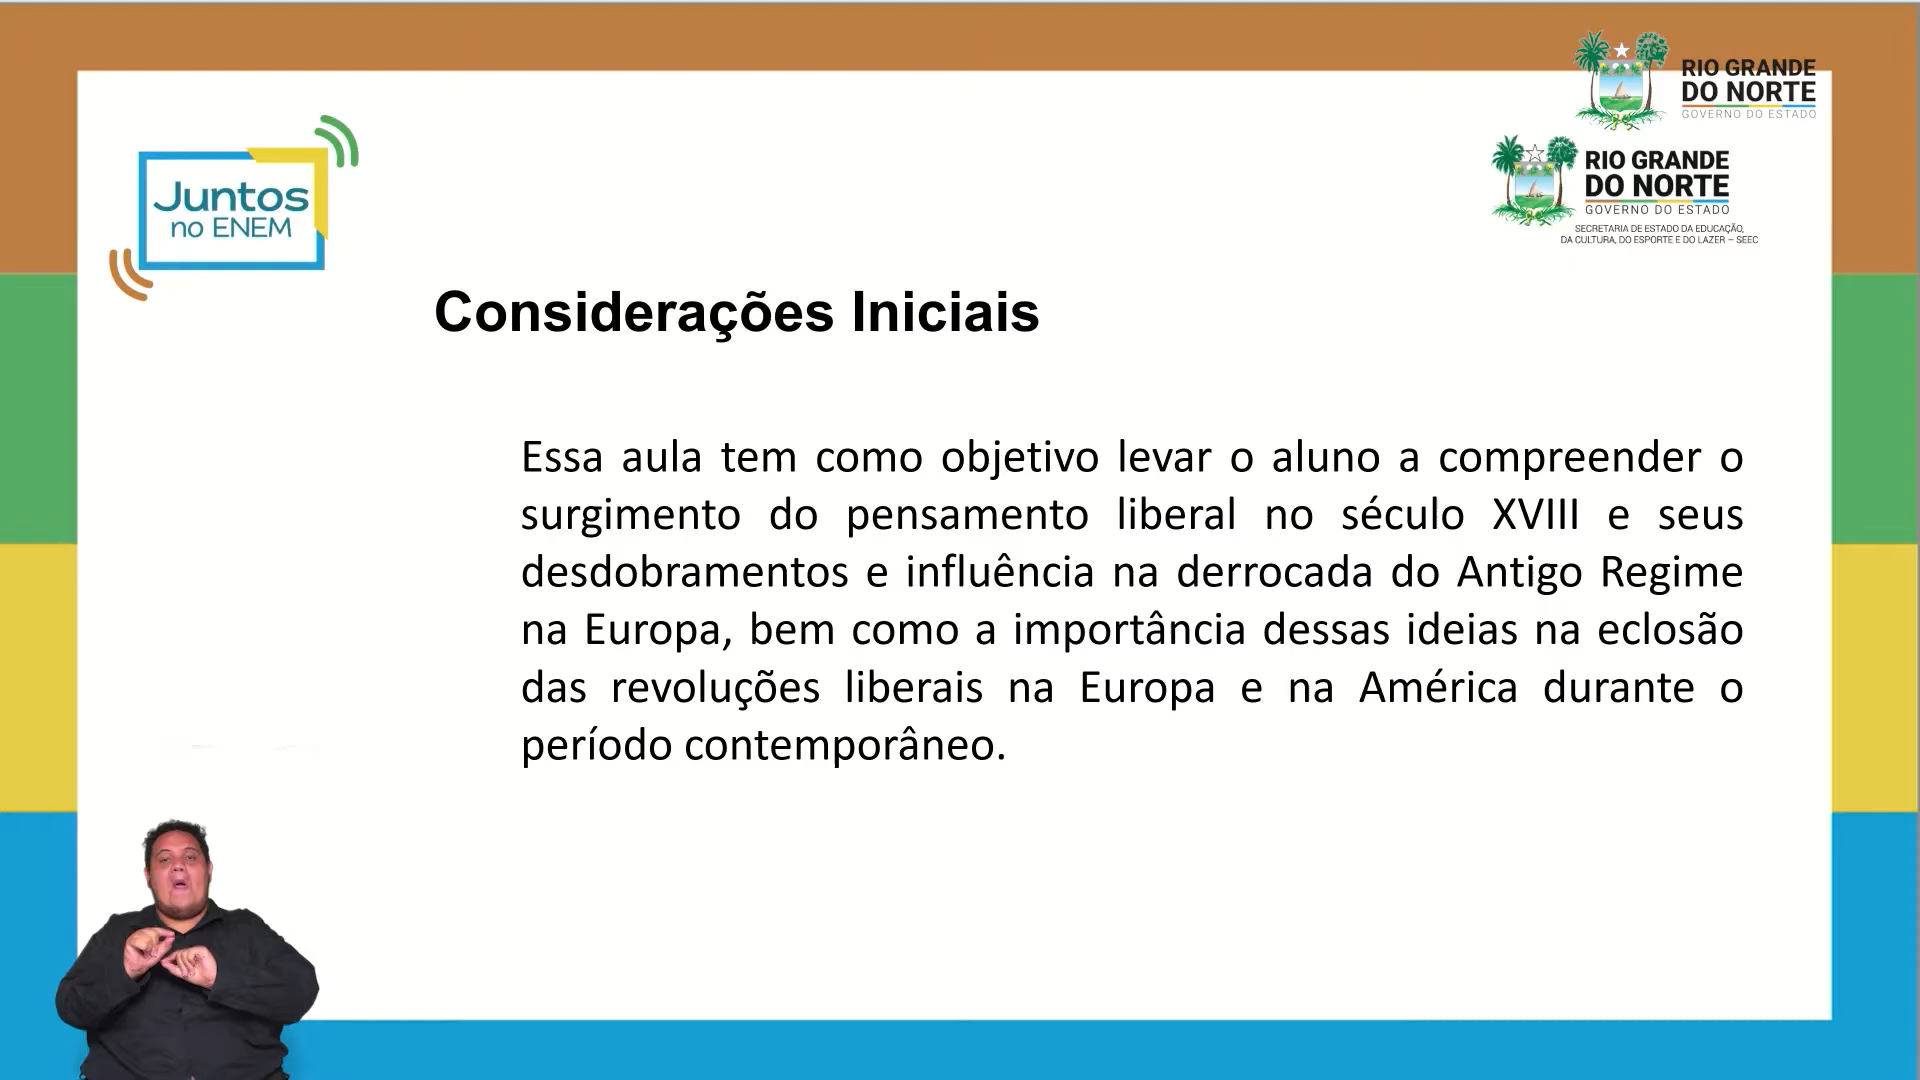 RIO GRANDE
DO NORTE
GOVERNO DO ESTADO
Juntos
no ENEM
RIO GRANDE
DO NORTE
GOVERNO DO ESTADO
SECRETARIA DE ESTADO DA EDUCAÇÃO,
DA CULTURA, DO ESPORTE E DO LAZER – SEEC
Considerações Iniciais
Essa aula tem como objetivo levar o aluno a compreender o
surgimento do pensamento liberal no século XVIII e seus
desdobramentos e influência na derrocada do Antigo Regime
na Europa, bem como a importância dessas ideias na eclosão
das revoluções liberais na Europa e na América durante o
período contemporâneo.